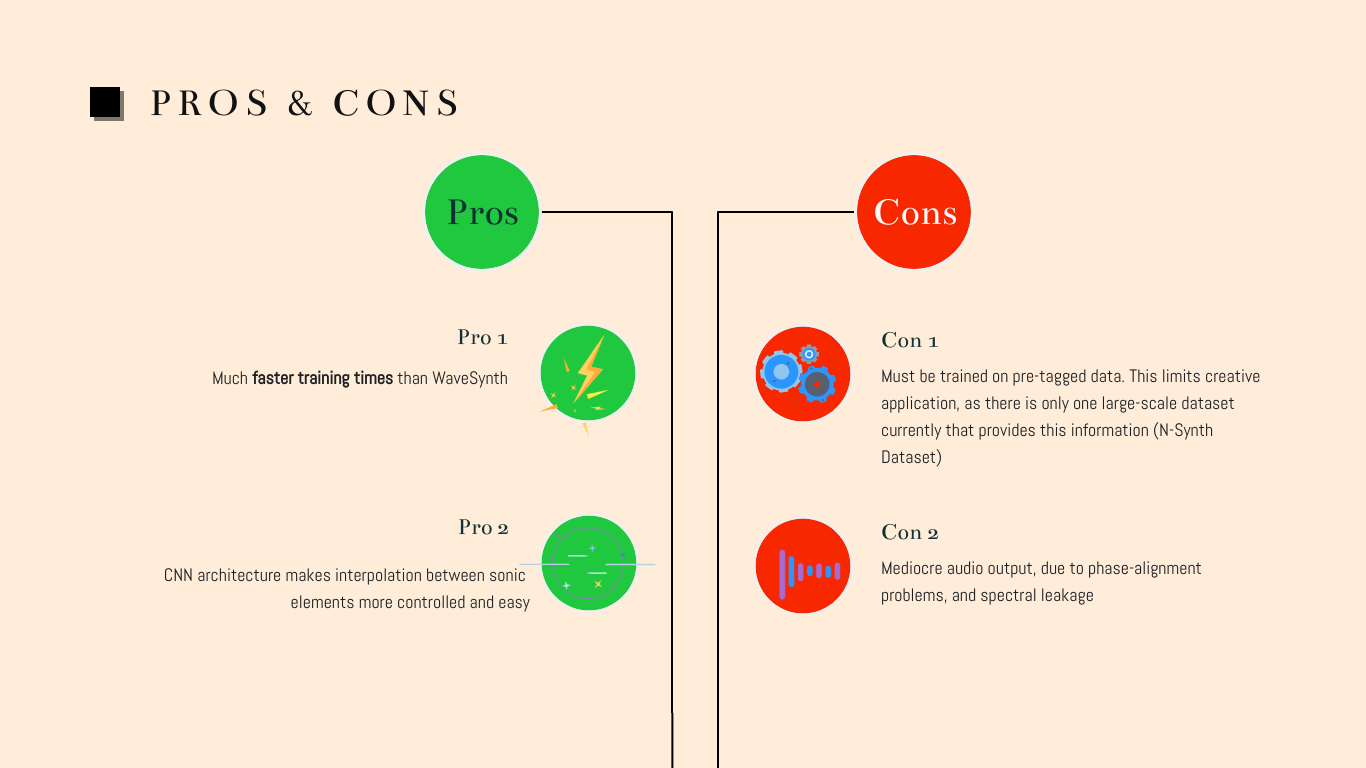 PROS & CONS
Pros
Cons
Pro 1
Much faster training times than WaveSynth
Con 1
Must be trained on pre-tagged data. This limits creative
application, as there is only one large-scale dataset
currently that provides this information (N-Synth
Dataset)
Pro 2
CNN architecture makes interpolation between sonic
elements more controlled and easy
Con 2
Mediocre audio output, due to phase-alignment
problems, and spectral leakage